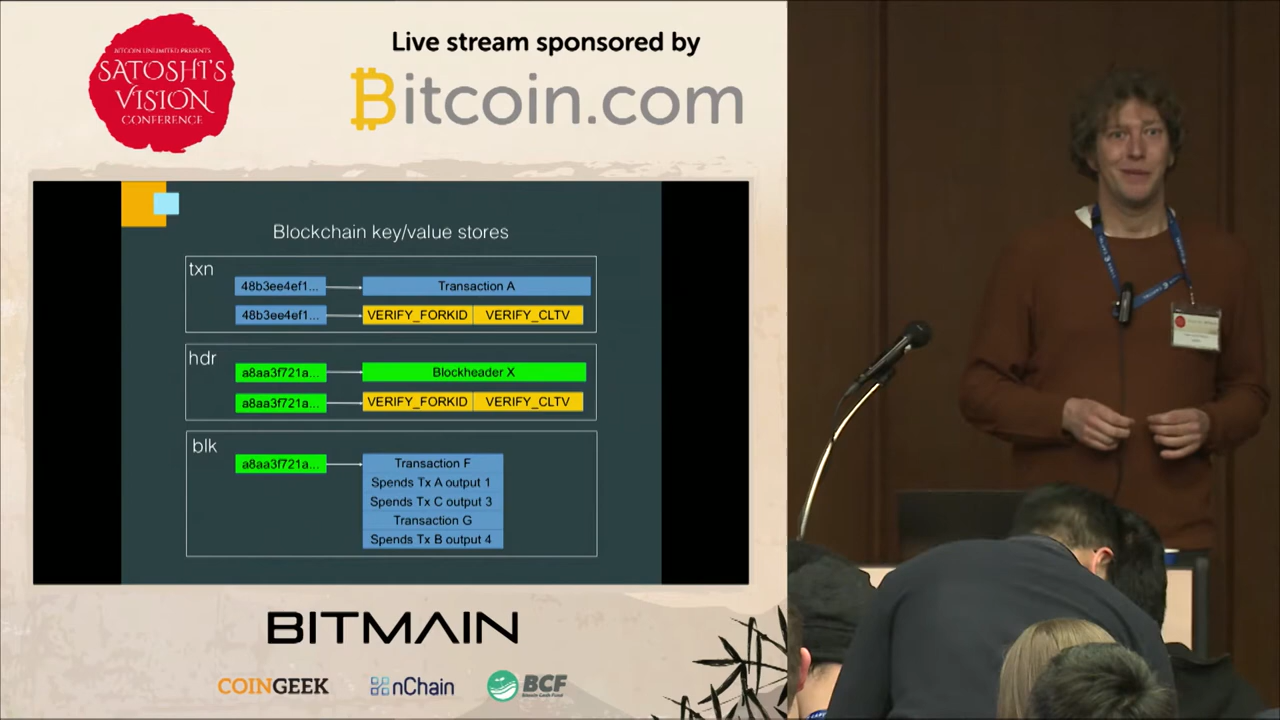 BITCOIN UNLIMITED PRESENTS
SATOSHI'S
VISION
CONFERENCE
Live stream sponsored by
Bitcoin.com
Blockchain key/value stores
txn
48b3ee4ef1... Transaction A
48b3ee4ef1... VERIFY_FORKID VERIFY_CLTV
hdr
a8aa3f721a... Blockheader X
a8aa3f721a... VERIFY_FORKID VERIFY_CLTV
blk
a8aa3f721a... Transaction F
Spends Tx A output 1
Spends Tx C output 3
Transaction G
Spends Tx B output 4
BITMAIN
COINGEEK nChain BCF